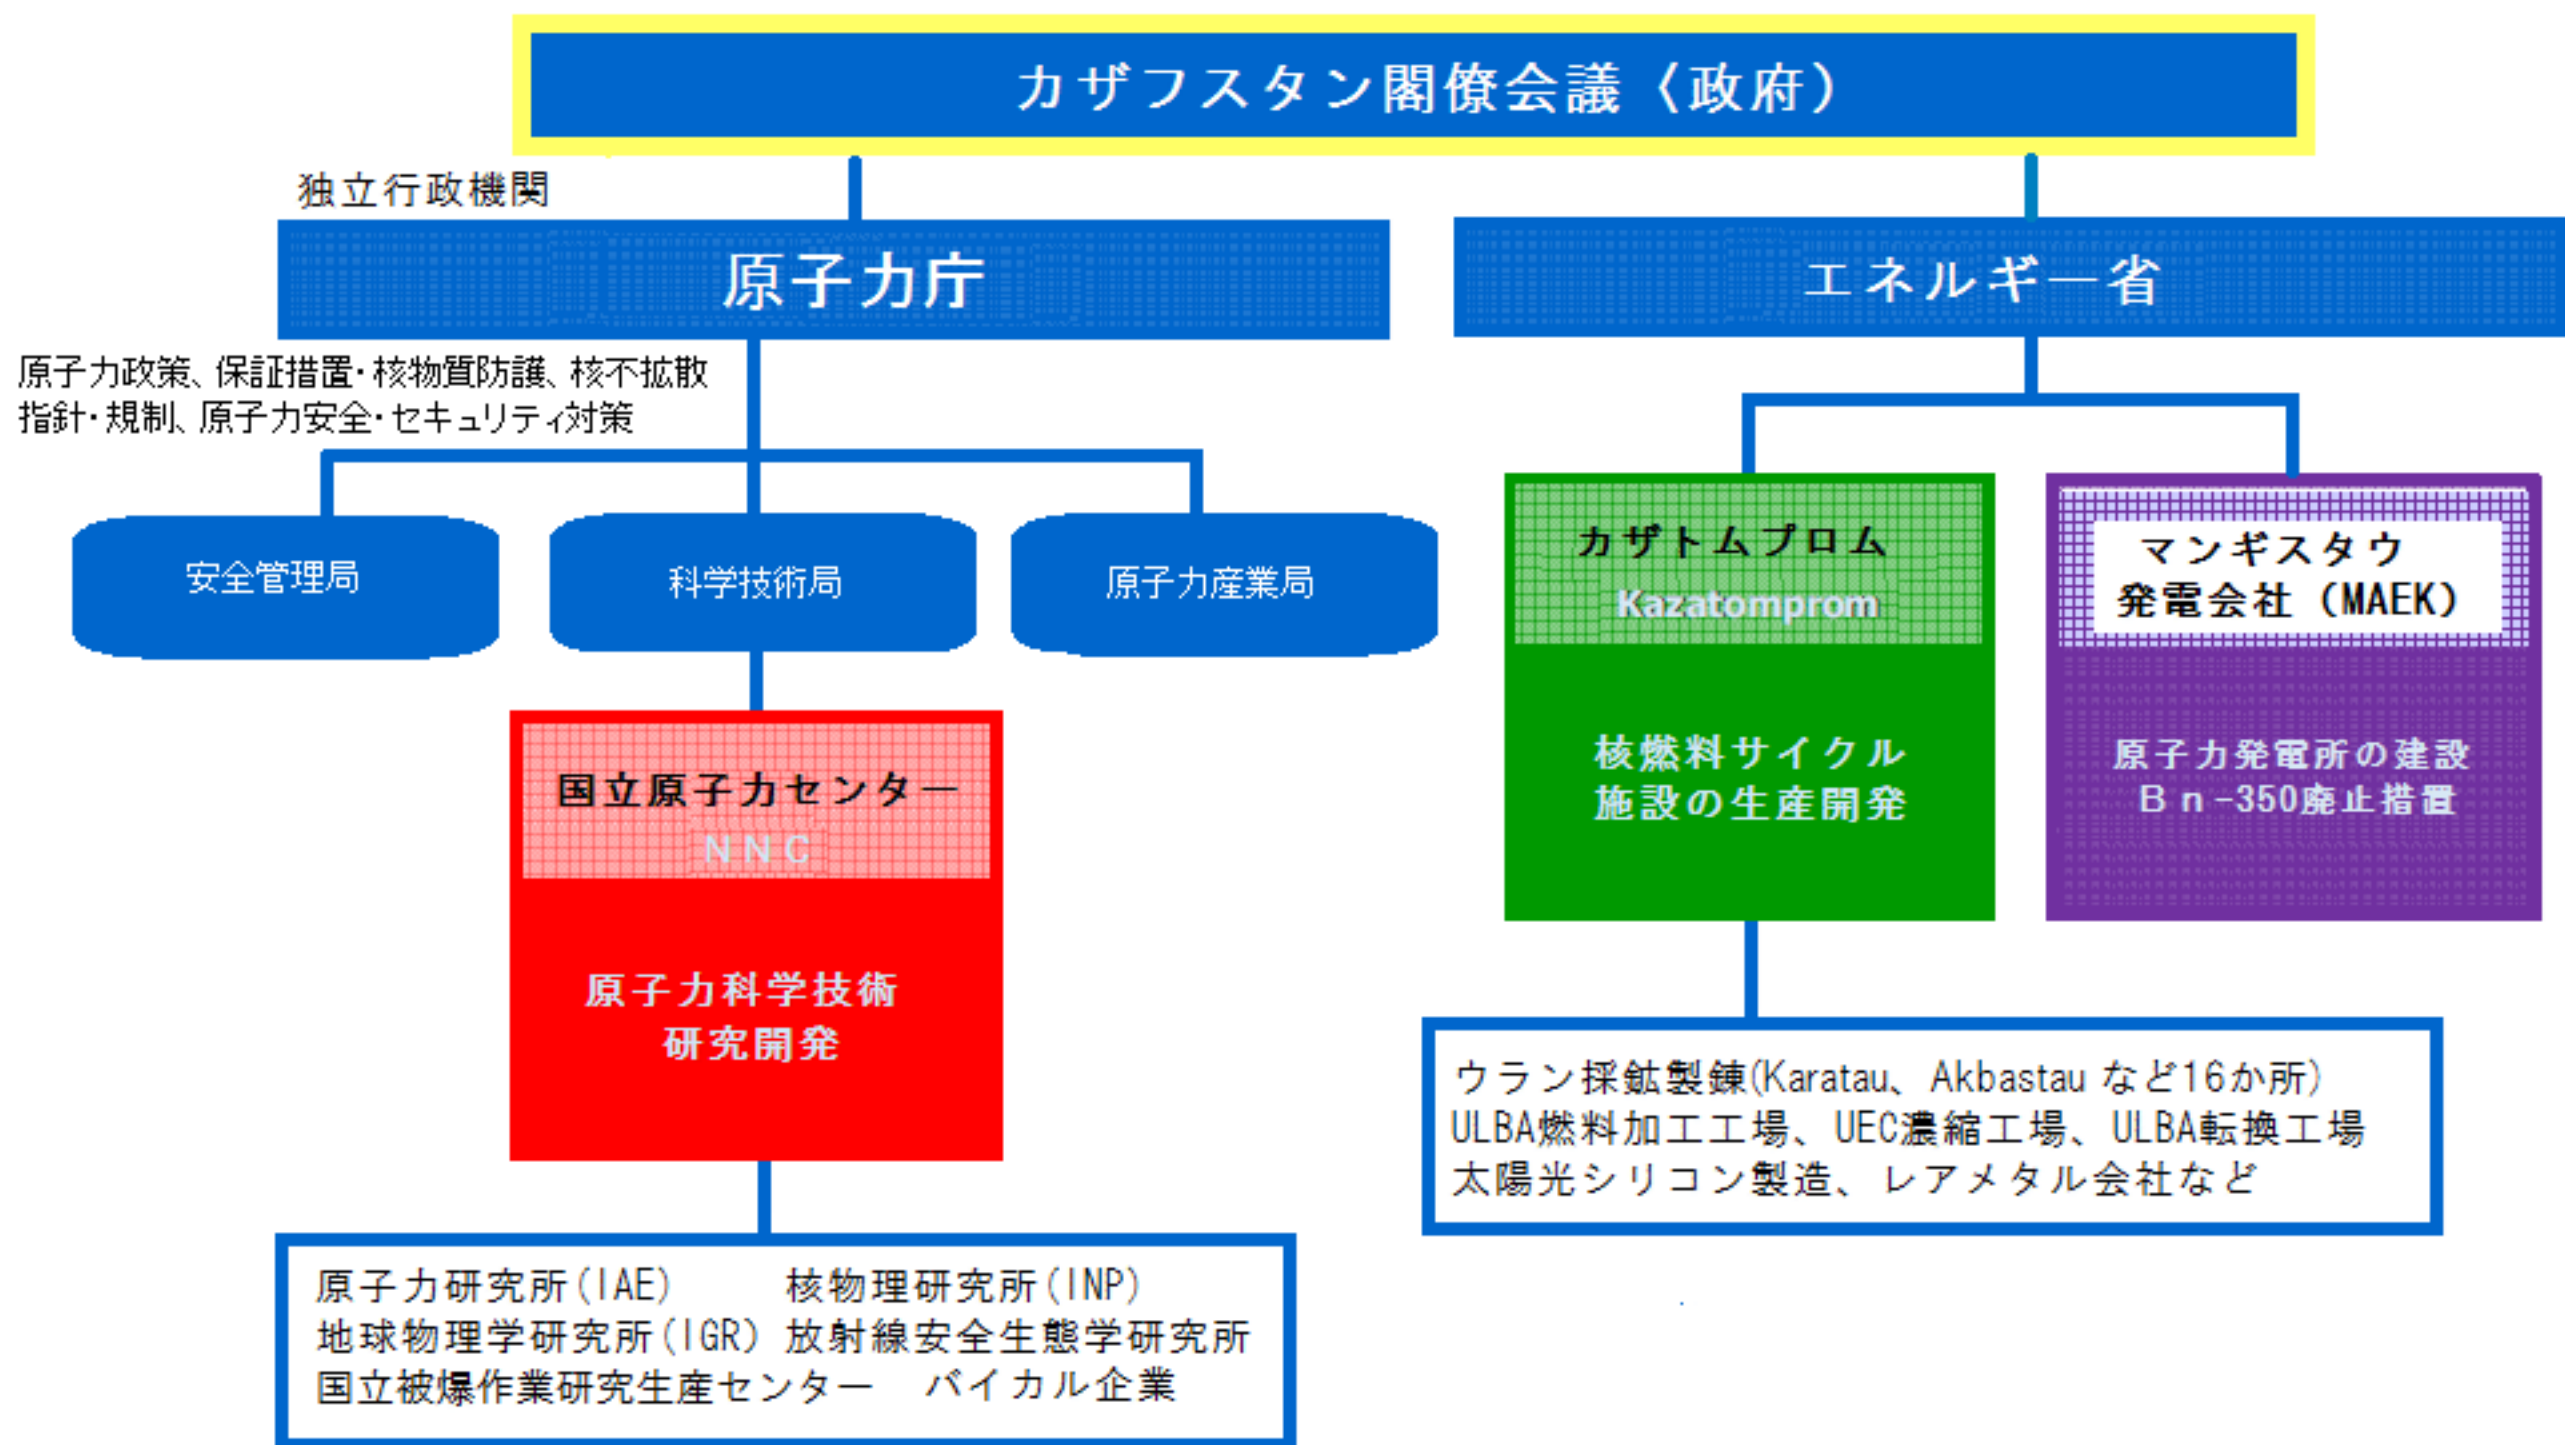 カザフスタン閣僚会議〈政府）
独立行政機関
原子力庁
エネルギー省
原子力政策、保証措置・核物質防護、核不拡散
指針・規制、原子力安全・セキュリティ対策
安全管理局
科学技術局
原子力産業局
カザトムプロム
Kazatomprom
核燃料サイクル
施設の生産開発
マンギスタウ
発電会社（MAEK）
原子力発電所の建設
Ｂｎ-350廃止措置
国立原子力センター
ＮＮＣ
原子力科学技術
研究開発
ウラン採鉱製錬(Karatau、Akbastau など16か所)
ULBA燃料加工工場、UEC濃縮工場、ULBA転換工場
太陽光シリコン製造、レアメタル会社など
原子力研究所(IAE) 核物理研究所(INP)
地球物理学研究所(IGR) 放射線安全生態学研究所
国立被爆作業研究生産センター バイカル企業